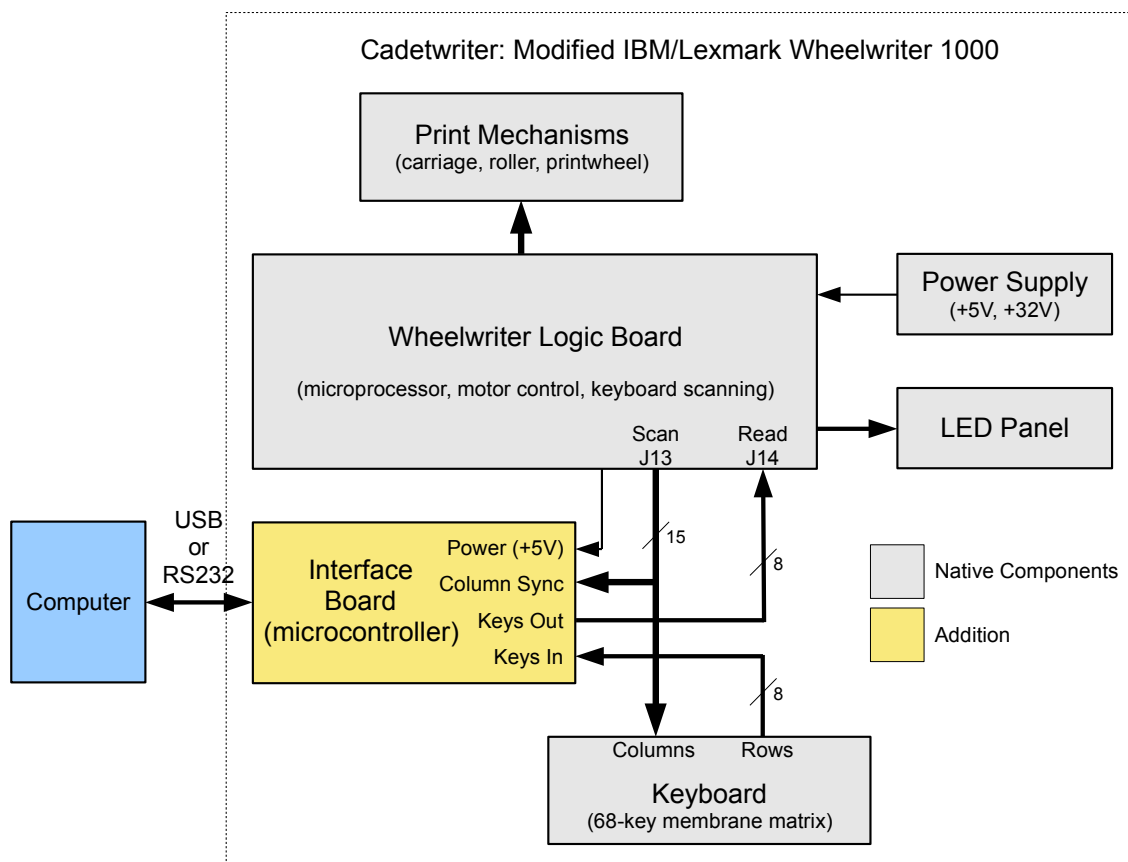 Cadetwriter: Modified IBM/Lexmark Wheelwriter 1000
Print Mechanisms
(carriage, roller, printwheel)
Wheelwriter Logic Board
(microprocessor, motor control, keyboard scanning)
Scan
J13
Read
J14
Power Supply
(+5V, +32V)
LED Panel
Computer
USB
or
RS232
Interface
Board
(microcontroller)
Power (+5V)
Column Sync
Keys Out
Keys In
15
8
8
Native Components
Addition
Columns
Rows
Keyboard
(68-key membrane matrix)